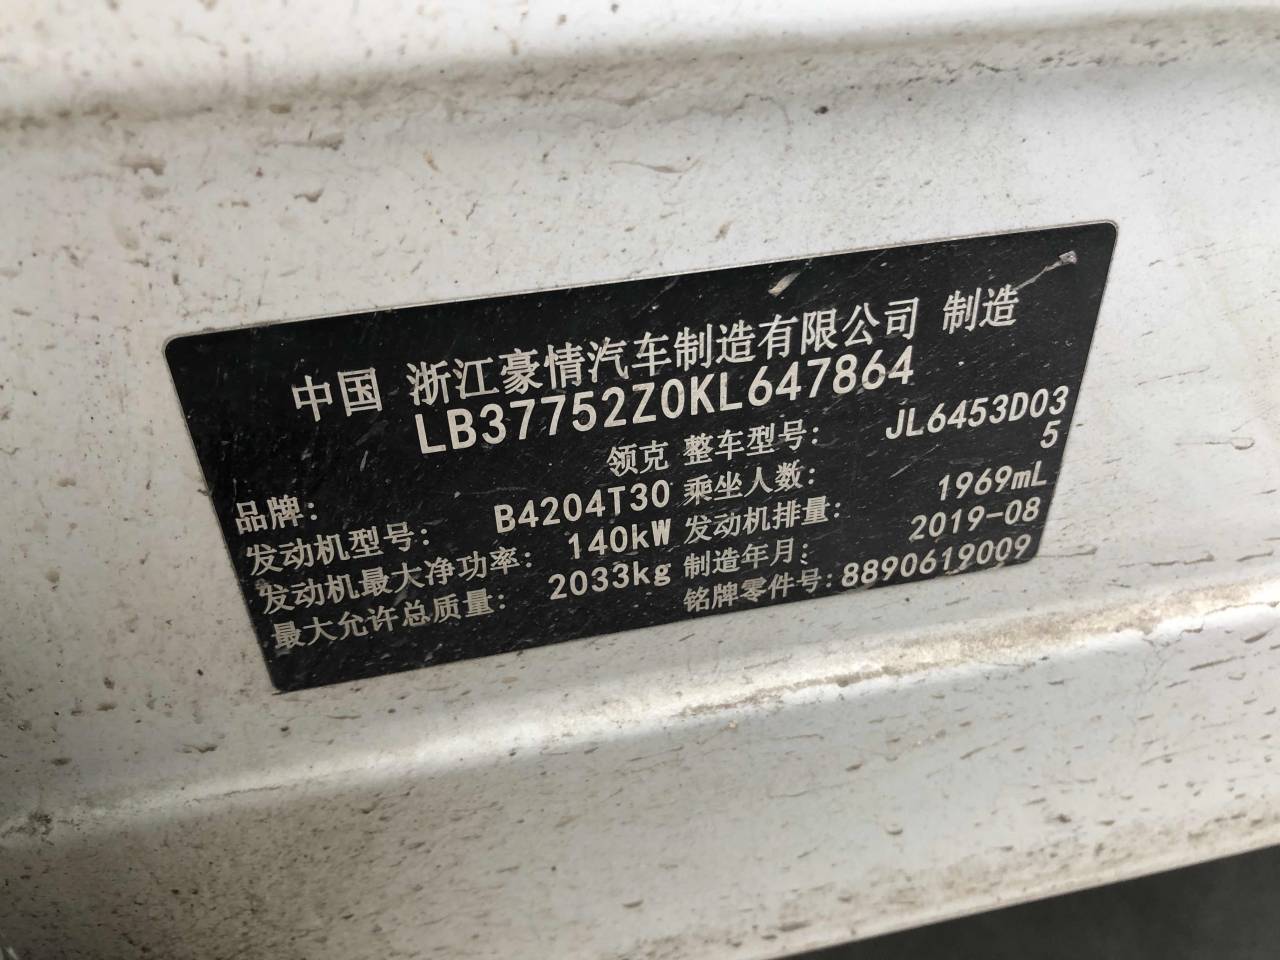 中国 浙江豪情汽车制造有限公司 制造
LB37752Z0KL647864
品牌: 领克 整车型号: JL6453D03
发动机型号: B4204T30 乘坐人数: 5
发动机最大净功率: 140kW 发动机排量: 1969mL
最大允许总质量: 2033kg 制造年月: 2019-08
铭牌零件号: 8890619009